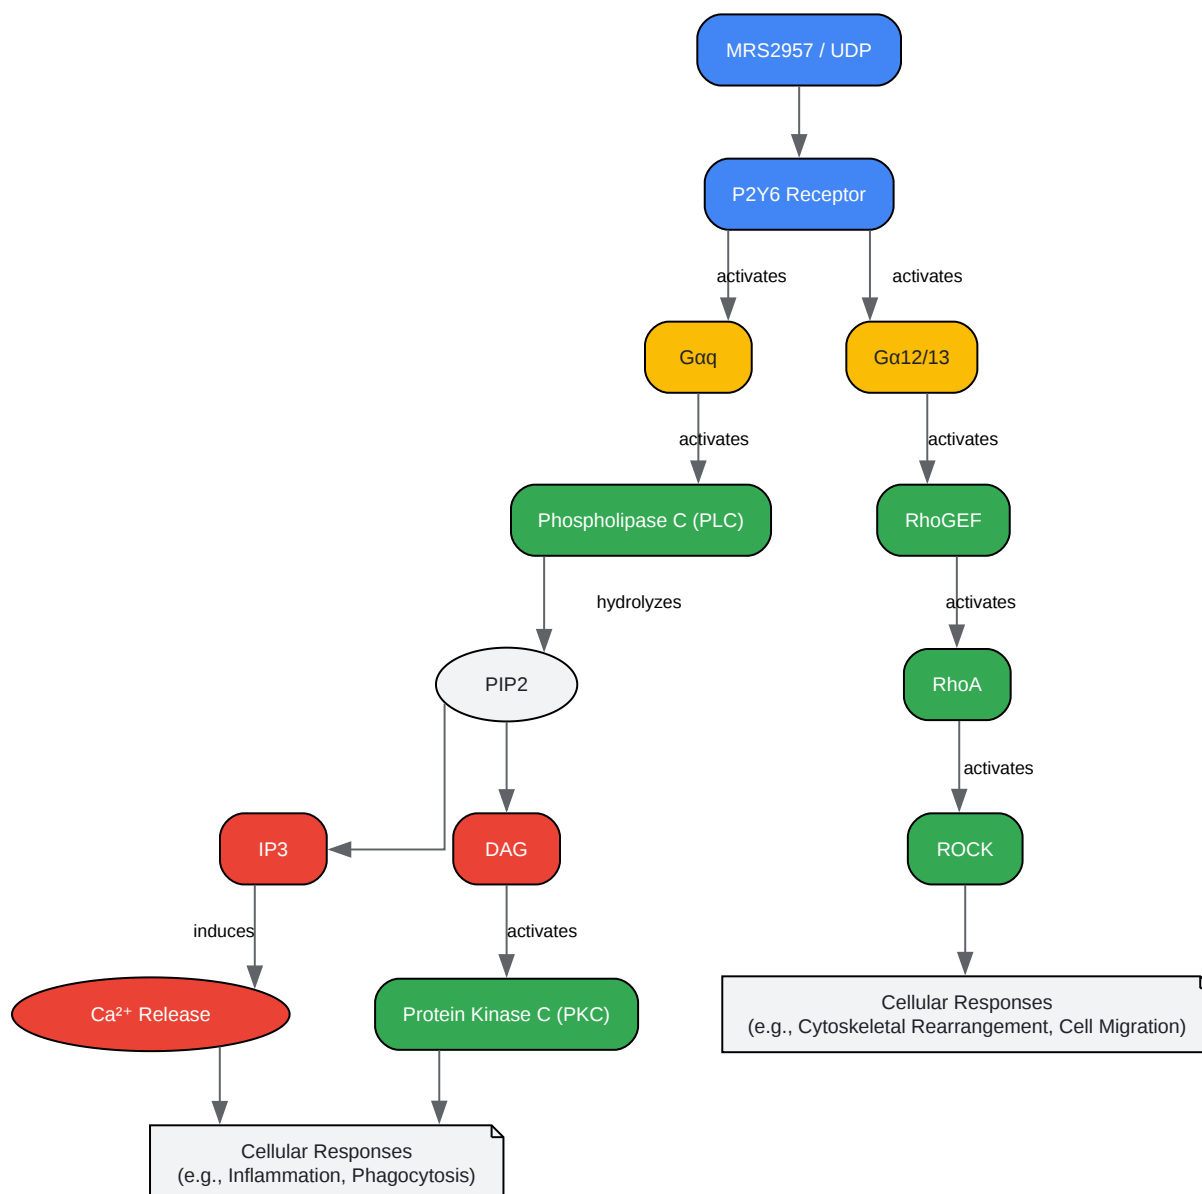 MRS2957 / UDP
P2Y6 Receptor
activates
activates
Gαq
Gα12/13
activates
activates
Phospholipase C (PLC)
RhoGEF
hydrolyzes
activates
PIP2
RhoA
activates
IP3
DAG
ROCK
induces
activates
Ca²⁺ Release
Protein Kinase C (PKC)
Cellular Responses
(e.g., Cytoskeletal Rearrangement, Cell Migration)
Cellular Responses
(e.g., Inflammation, Phagocytosis)